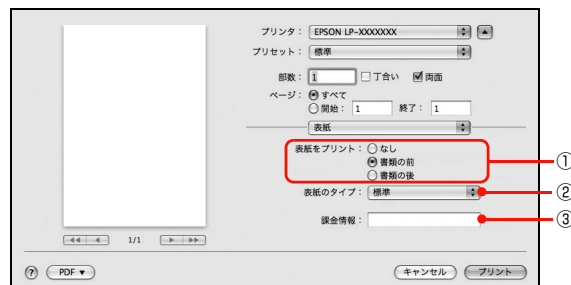 プリンタ： EPSON LP-XXXXXXX
プリセット： 標準
部数： 1 丁合い 両面
ページ： すべて
開始： 1 終了： 1
表紙
表紙をプリント： なし
書類の前
書類の後
①
表紙のタイプ： 標準
②
課金情報：
③
1/1
? PDF▼ キャンセル プリント